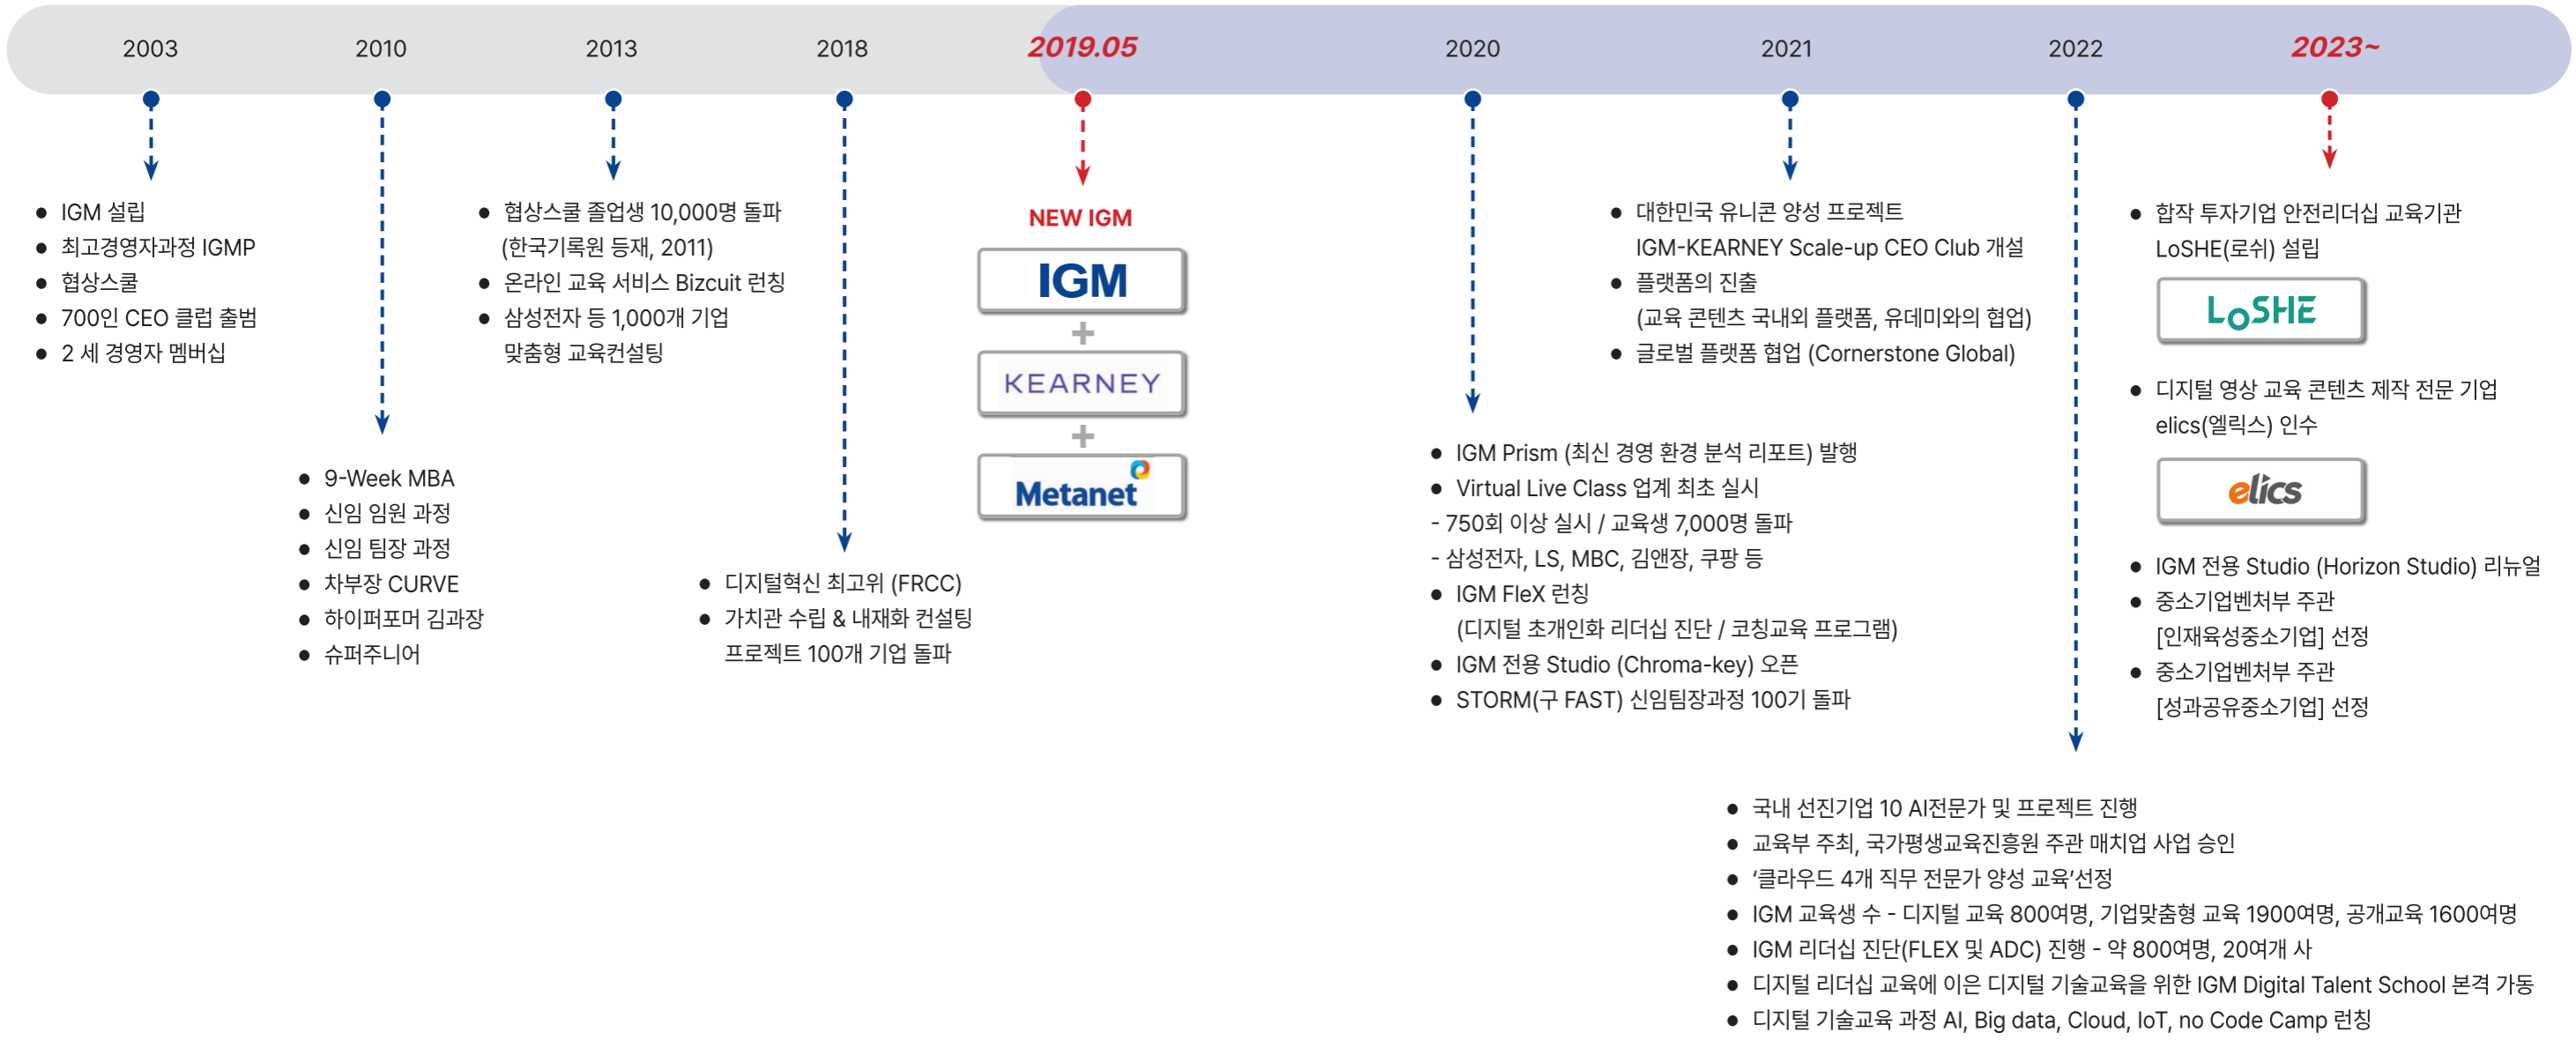 2003
2010
2013
2018
2019.05
2020
2021
2022
2023~
● IGM 설립
● 최고경영자과정 IGMP
● 협상스쿨
● 700인 CEO 클럽 출범
● 2 세 경영자 멤버십
● 9-Week MBA
● 신임 임원 과정
● 신임 팀장 과정
● 차부장 CURVE
● 하이퍼포머 김과장
● 슈퍼주니어
● 협상스쿨 졸업생 10,000명 돌파
(한국기록원 등재, 2011)
● 온라인 교육 서비스 Bizcuit 런칭
● 삼성전자 등 1,000개 기업
맞춤형 교육컨설팅
● 디지털혁신 최고위 (FRCC)
● 가치관 수립 & 내재화 컨설팅
프로젝트 100개 기업 돌파
NEW IGM
IGM
+
KEARNEY
+
Metanet
● IGM Prism (최신 경영 환경 분석 리포트) 발행
● Virtual Live Class 업계 최초 실시
- 750회 이상 실시 / 교육생 7,000명 돌파
- 삼성전자, LS, MBC, 김앤장, 쿠팡 등
● IGM FleX 런칭
(디지털 초개인화 리더십 진단 / 코칭교육 프로그램)
● IGM 전용 Studio (Chroma-key) 오픈
● STORM(구 FAST) 신임팀장과정 100기 돌파
● 대한민국 유니콘 양성 프로젝트
IGM-KEARNEY Scale-up CEO Club 개설
● 플랫폼의 진출
(교육 콘텐츠 국내외 플랫폼, 유데미와의 협업)
● 글로벌 플랫폼 협업 (Cornerstone Global)
● 국내 선진기업 10 AI전문가 및 프로젝트 진행
● 교육부 주최, 국가평생교육진흥원 주관 매치업 사업 승인
● ‘클라우드 4개 직무 전문가 양성 교육’선정
● IGM 교육생 수 - 디지털 교육 800여명, 기업맞춤형 교육 1900여명, 공개교육 1600여명
● IGM 리더십 진단(FLEX 및 ADC) 진행 - 약 800여명, 20여개 사
● 디지털 리더십 교육에 이은 디지털 기술교육을 위한 IGM Digital Talent School 본격 가동
● 디지털 기술교육 과정 AI, Big data, Cloud, IoT, no Code Camp 런칭
● 합작 투자기업 안전리더십 교육기관
LoSHE(로쉬) 설립
LoSHE
● 디지털 영상 교육 콘텐츠 제작 전문 기업
elics(엘릭스) 인수
elics
● IGM 전용 Studio (Horizon Studio) 리뉴얼
● 중소기업벤처부 주관
[인재육성중소기업] 선정
● 중소기업벤처부 주관
[성과공유중소기업] 선정